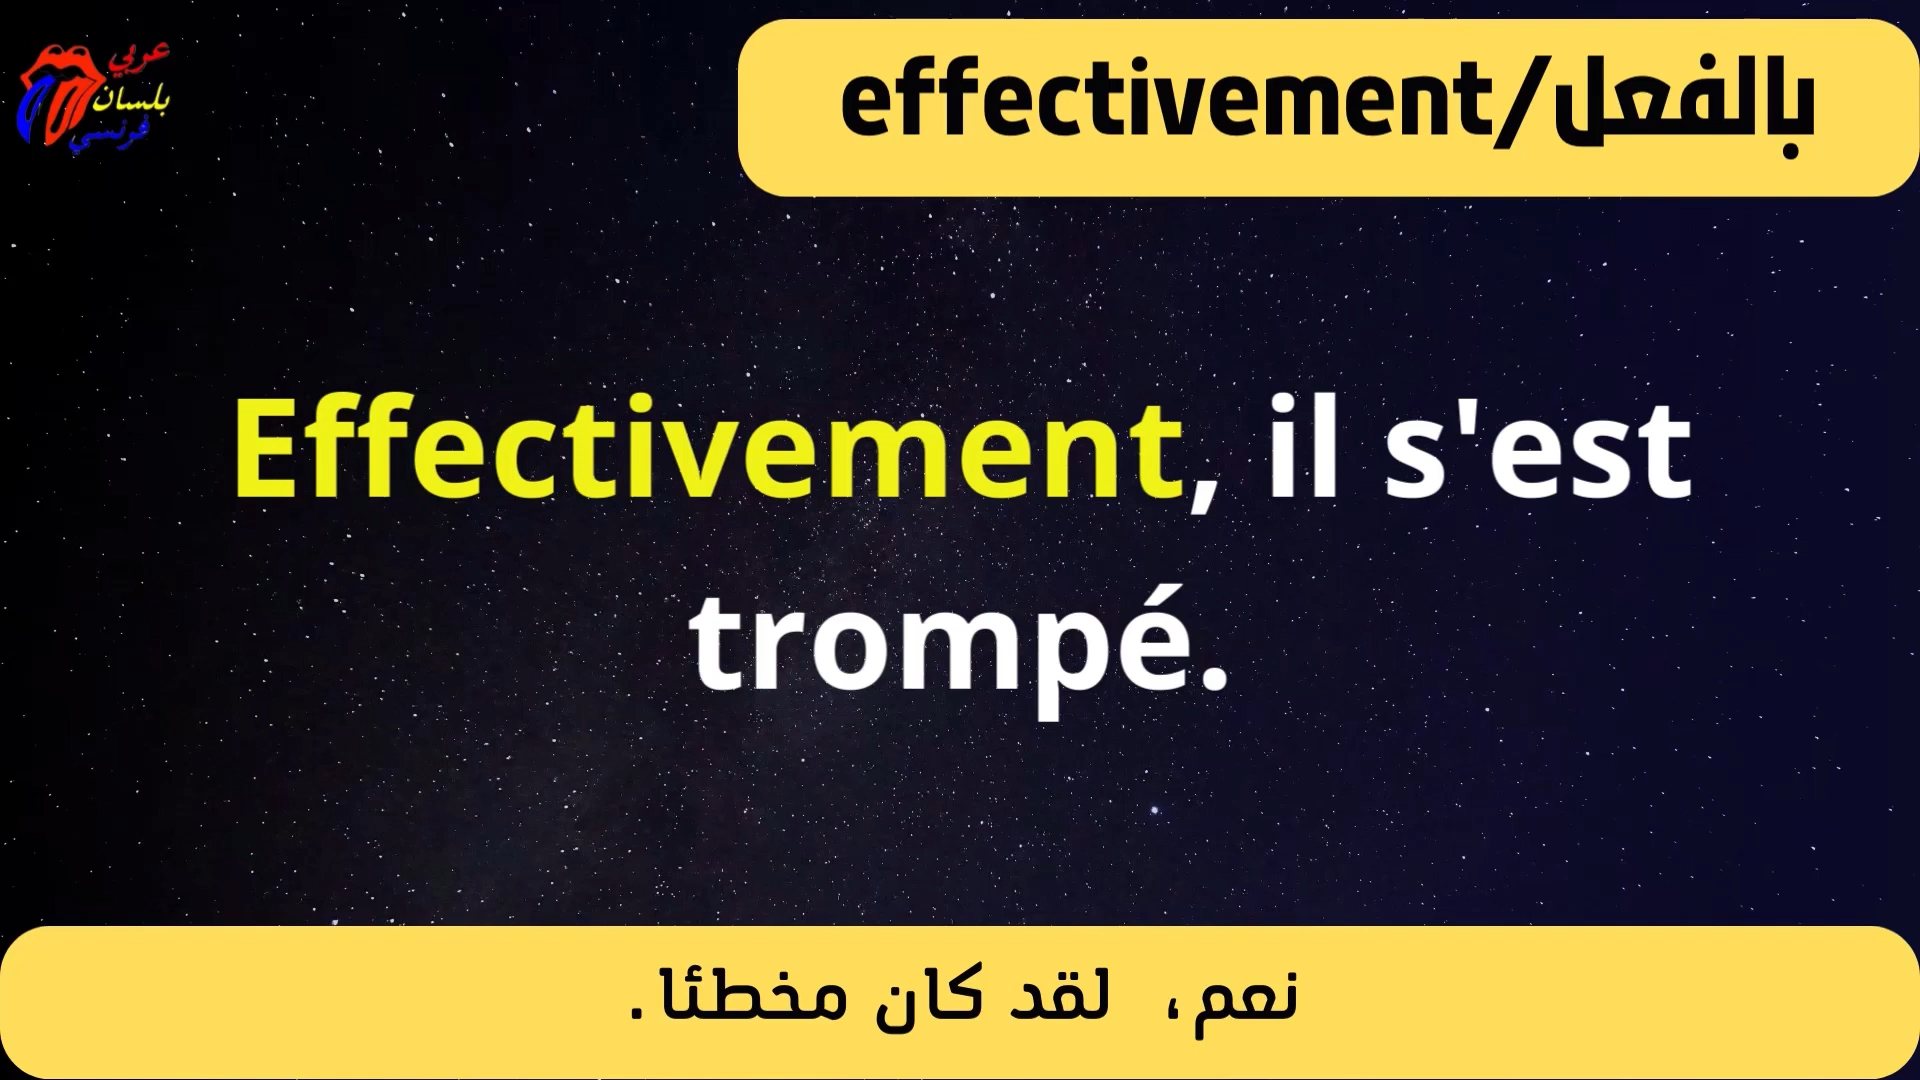 عربي
بلسان
فرنسي
effectivement/بالفعل
Effectivement, il s'est
trompé.
نعم، لقد كان مخطئا.